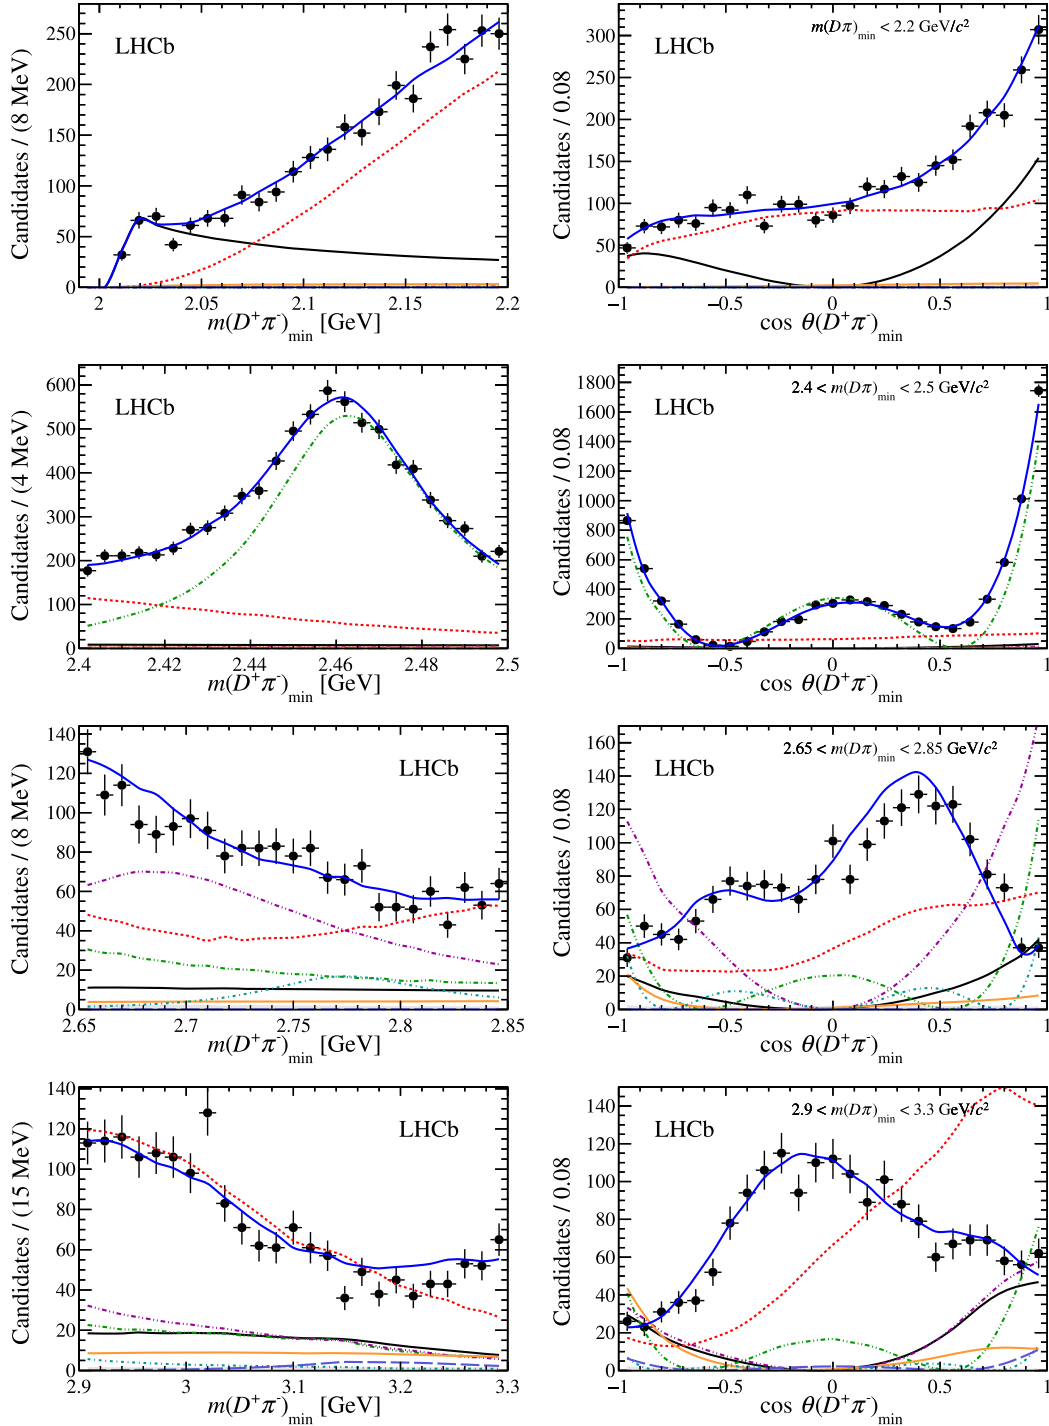 LHCb
Candidates / (8 MeV)
0 50 100 150 200 250
2 2.05 2.1 2.15 2.2
m(D⁺π⁻)min [GeV]
LHCb
m(Dπ)min < 2.2 GeV/c²
Candidates / 0.08
0 50 100 150 200 250 300
−1 −0.5 0 0.5 1
cos θ(D⁺π⁻)min
LHCb
Candidates / (4 MeV)
0 100 200 300 400 500 600
2.4 2.42 2.44 2.46 2.48 2.5
m(D⁺π⁻)min [GeV]
LHCb
2.4 < m(Dπ)min < 2.5 GeV/c²
Candidates / 0.08
0 200 400 600 800 1000 1200 1400 1600 1800
−1 −0.5 0 0.5 1
cos θ(D⁺π⁻)min
LHCb
Candidates / (8 MeV)
0 20 40 60 80 100 120 140
2.65 2.7 2.75 2.8 2.85
m(D⁺π⁻)min [GeV]
LHCb
2.65 < m(Dπ)min < 2.85 GeV/c²
Candidates / 0.08
0 20 40 60 80 100 120 140 160
−1 −0.5 0 0.5 1
cos θ(D⁺π⁻)min
LHCb
Candidates / (15 MeV)
0 20 40 60 80 100 120 140
2.9 3 3.1 3.2 3.3
m(D⁺π⁻)min [GeV]
LHCb
2.9 < m(Dπ)min < 3.3 GeV/c²
Candidates / 0.08
0 20 40 60 80 100 120 140
−1 −0.5 0 0.5 1
cos θ(D⁺π⁻)min